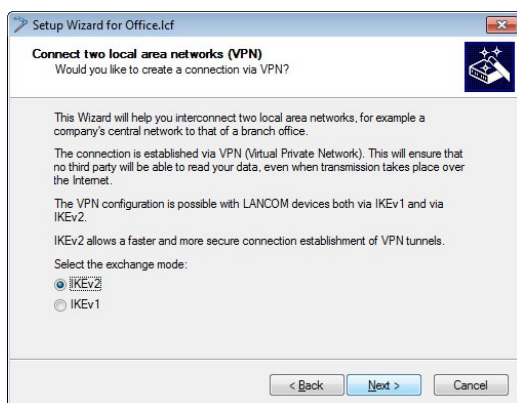 Setup Wizard for Office.lcf
Connect two local area networks (VPN)
Would you like to create a connection via VPN?
This Wizard will help you interconnect two local area networks, for example a
company's central network to that of a branch office.
The connection is established via VPN (Virtual Private Network). This will ensure that
no third party will be able to read your data, even when transmission takes place over
the Internet.
The VPN configuration is possible with LANCOM devices both via IKEv1 and via
IKEv2.
IKEv2 allows a faster and more secure connection establishment of VPN tunnels.
Select the exchange mode:
IKEv2
IKEv1
< Back Next > Cancel